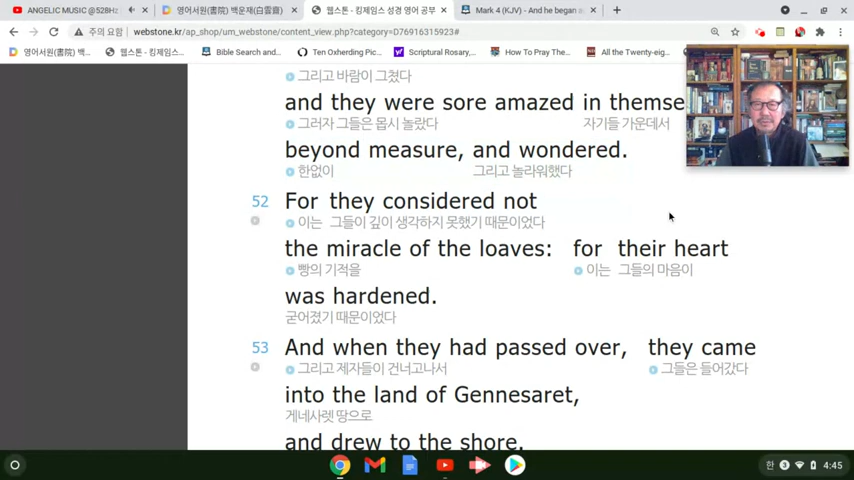 ANGELIC MUSIC @528Hz
영어서원(書院) 백운재(白雲齋)
웹스톤 - 킹제임스 성경 영어 공부
Mark 4 (KJV) - And he began a
주의 요함
webstone.kr/ap_shop/um_webstone/content_view.php?category=D76916315923#
영어서원(書院) 백...
웹스톤 - 킹제임스...
Bible Search and...
Ten Oxherding Pic...
Scriptural Rosary,...
How To Pray The...
All the Twenty-eig...
그리고 바람이 그쳤다
and they were sore amazed in themse
그러자 그들은 몹시 놀랐다 자기들 가운데서
beyond measure, and wondered.
한없이 그리고 놀라워했다
52 For they considered not
이는 그들이 깊이 생각하지 못했기 때문이었다
the miracle of the loaves: for their heart
빵의 기적을 이는 그들의 마음이
was hardened.
굳어졌기 때문이었다
53 And when they had passed over, they came
그리고 제자들이 건너고나서 그들은 들어갔다
into the land of Gennesaret,
게네사렛 땅으로
and drew to the shore.
한 3 4:45